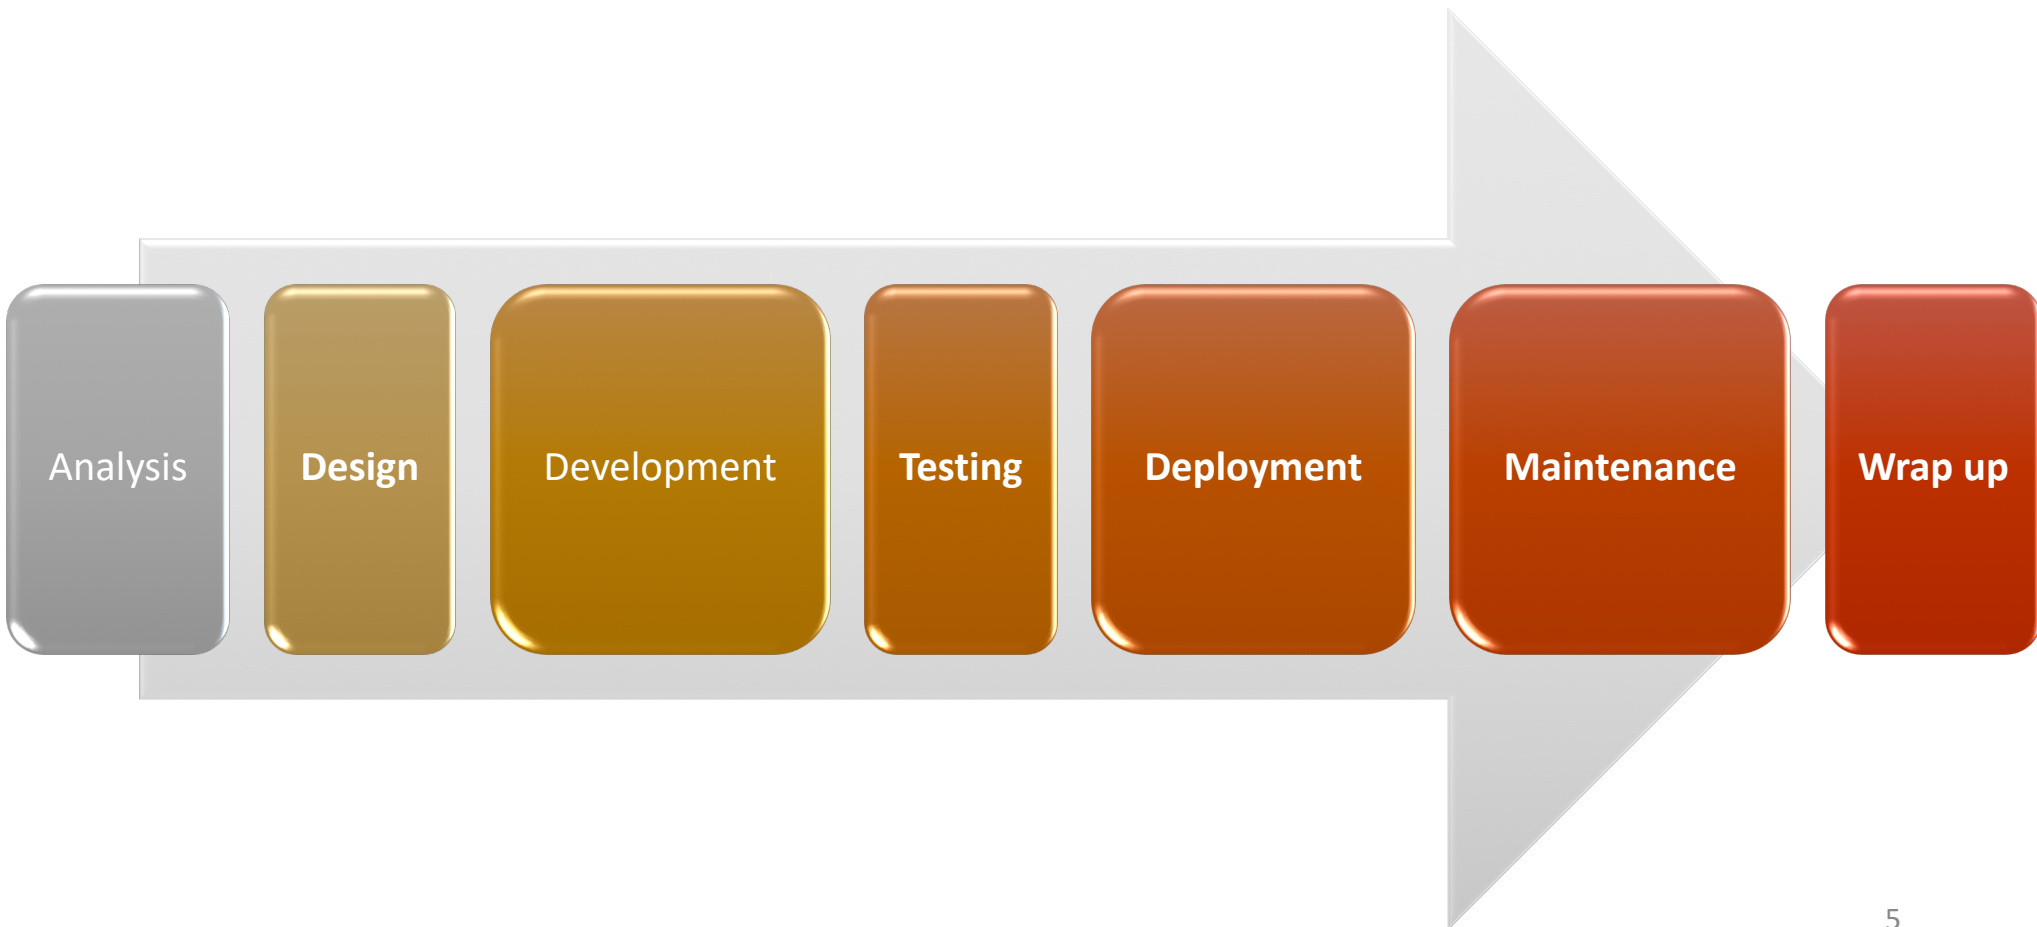 Analysis
Design
Development
Testing
Deployment
Maintenance
Wrap up
5